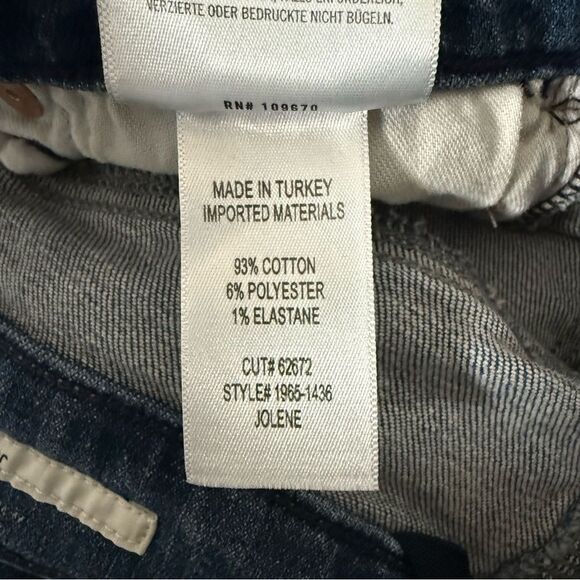 VERZIERTE ODER BEDRUCKTE NICHT BÜGELN.
RN# 109670
MADE IN TURKEY
IMPORTED MATERIALS
93% COTTON
6% POLYESTER
1% ELASTANE
CUT# 62672
STYLE# 1965-1436
JOLENE